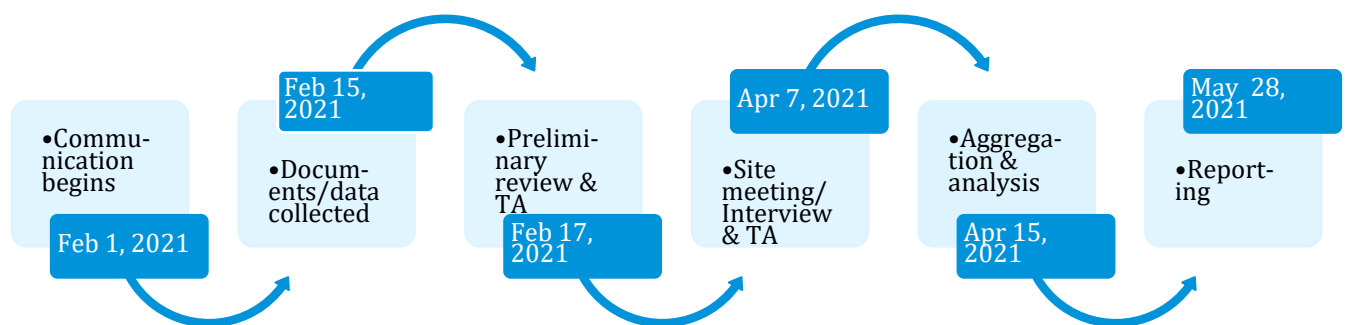 •Commu-
nication
begins
Feb 1, 2021
Feb 15,
2021
•Docum-
ents/data
collected
•Prelimi-
nary
review &
TA
Feb 17,
2021
Apr 7, 2021
•Site
meeting/
Interview
& TA
•Aggrega-
tion &
analysis
Apr 15,
2021
May  28,
2021
•Report-
ing